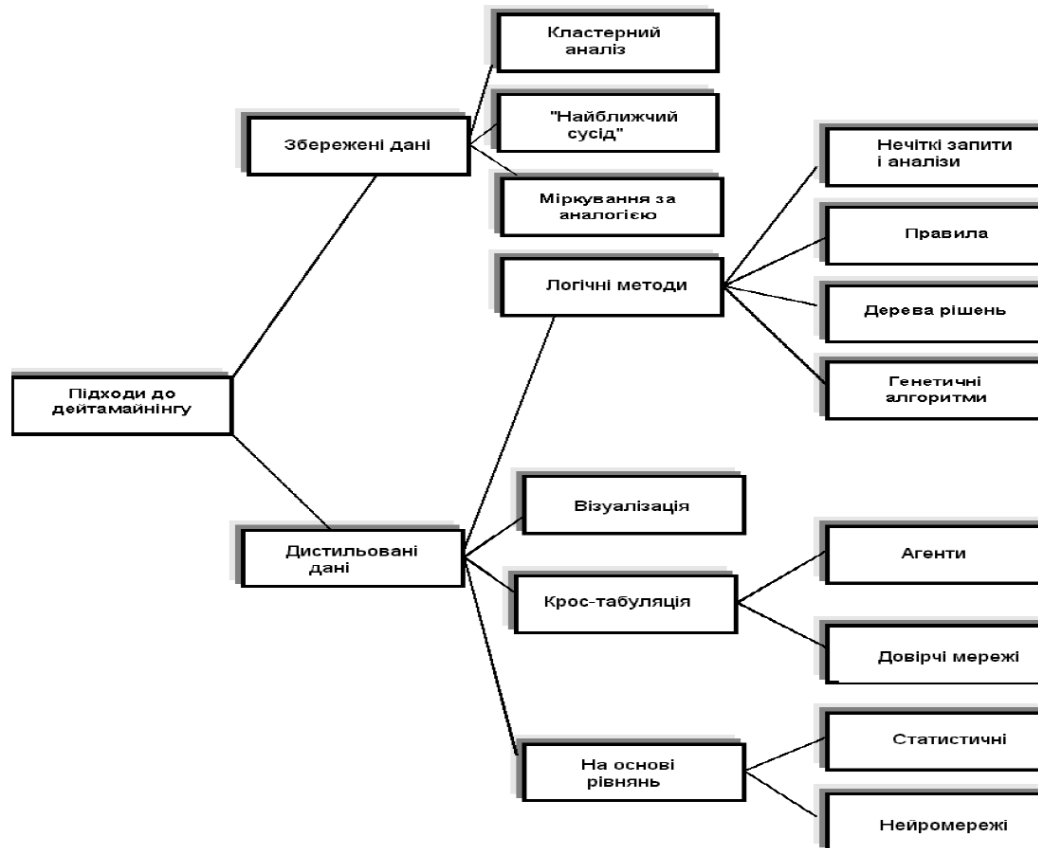 Кластерний
аналіз
"Найближчий
сусід"
Збережені дані
Міркування за
аналогією
Нечіткі запити
і аналізи
Правила
Логічні методи
Дерева рішень
Генетичні
алгоритми
Підходи до
дейтамайнінгу
Візуалізація
Дистильовані
дані
Агенти
Крос-табуляція
Довірчі мережі
Статистичні
На основі
рівнянь
Нейромережі